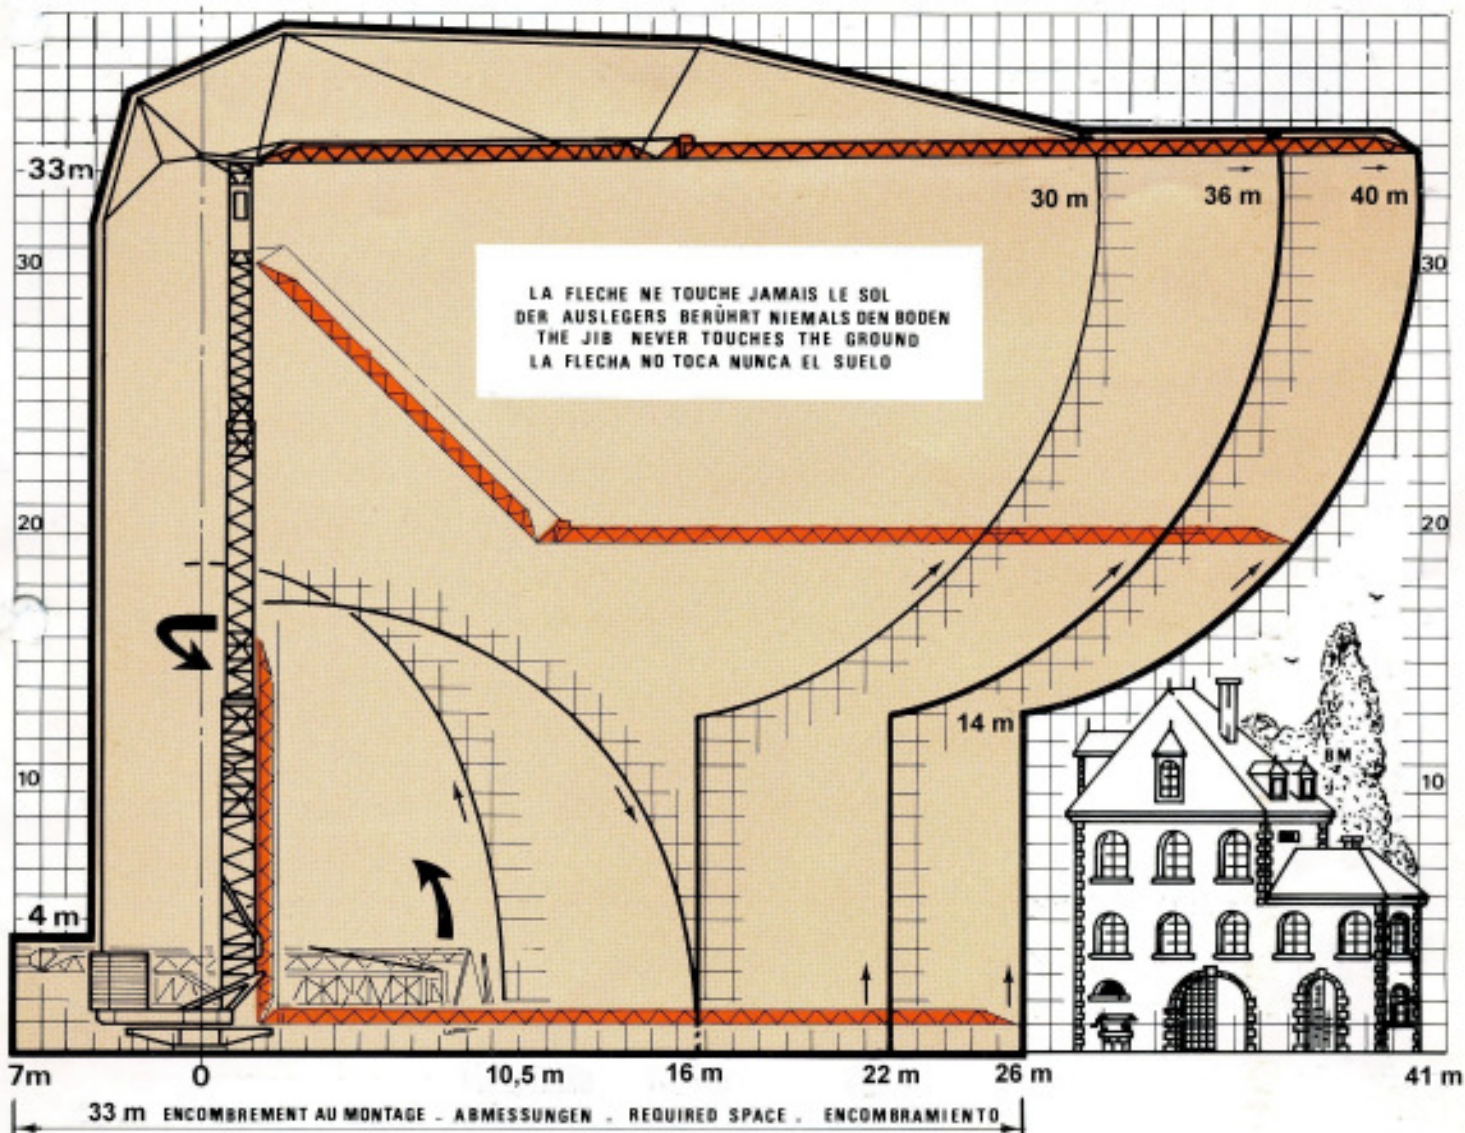 33 m
30 m
36 m
40 m
30
30
LA FLECHE NE TOUCHE JAMAIS LE SOL
DER AUSLEGERS BERÜHRT NIEMALS DEN BODEN
THE JIB NEVER TOUCHES THE GROUND
LA FLECHA NO TOCA NUNCA EL SUELO
20
20
14 m
BM
10
10
4 m
7m
0
10,5 m
16 m
22 m
26 m
41 m
33 m ENCOMBREMENT AU MONTAGE - ABMESSUNGEN - REQUIRED SPACE - ENCOMBRAMIENTO